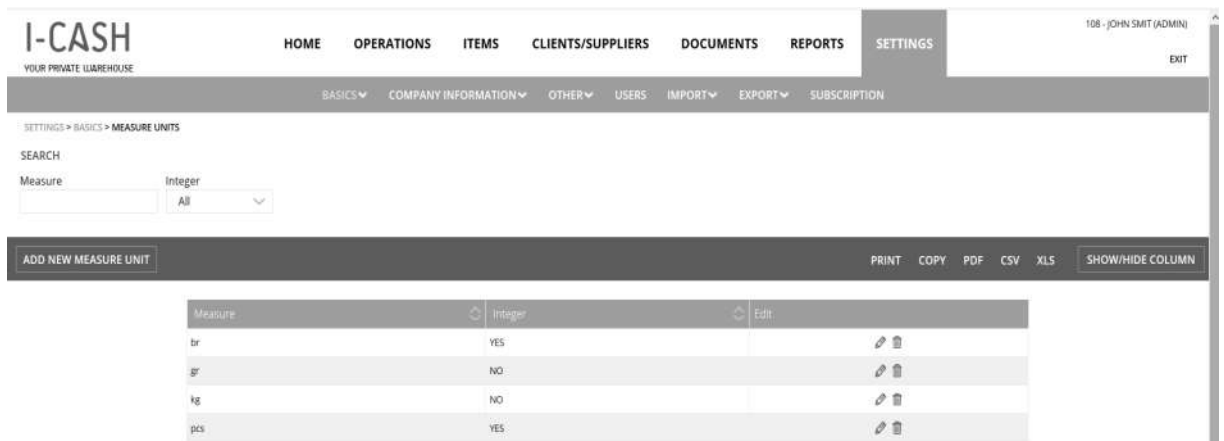 I-CASH
YOUR PRIVATE WAREHOUSE
HOME OPERATIONS ITEMS CLIENTS/SUPPLIERS DOCUMENTS REPORTS SETTINGS
108 - JOHN SMIT (ADMIN)
EXIT
BASICS COMPANY INFORMATION OTHER USERS IMPORT EXPORT SUBSCRIPTION
SETTINGS > BASICS > MEASURE UNITS
SEARCH
Measure Integer
All
ADD NEW MEASURE UNIT PRINT COPY PDF CSV XLS SHOW/HIDE COLUMN
Measure Integer Edit
br YES
gr NO
kg NO
pcs YES